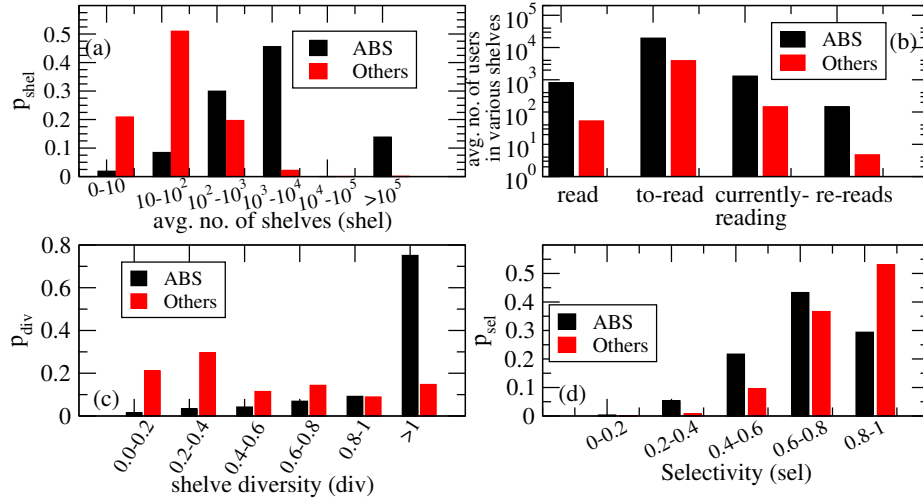 (a)
ABS
Others
p_shel
0.5
0.4
0.3
0.2
0.1
0
0-10
10-10^2
10^2-10^3
10^3-10^4
10^4-10^5
>10^5
avg. no. of shelves (shel)
(b)
ABS
Others
avg. no. of users
in various shelves
10^5
10^4
10^3
10^2
10^1
10^0
read
to-read
currently-
reading
re-reads
(c)
ABS
Others
p_div
0.8
0.6
0.4
0.2
0
0.0-0.2
0.2-0.4
0.4-0.6
0.6-0.8
0.8-1
>1
shelve diversity (div)
(d)
ABS
Others
p_sel
0.5
0.4
0.3
0.2
0.1
0
0-0.2
0.2-0.4
0.4-0.6
0.6-0.8
0.8-1
Selectivity (sel)